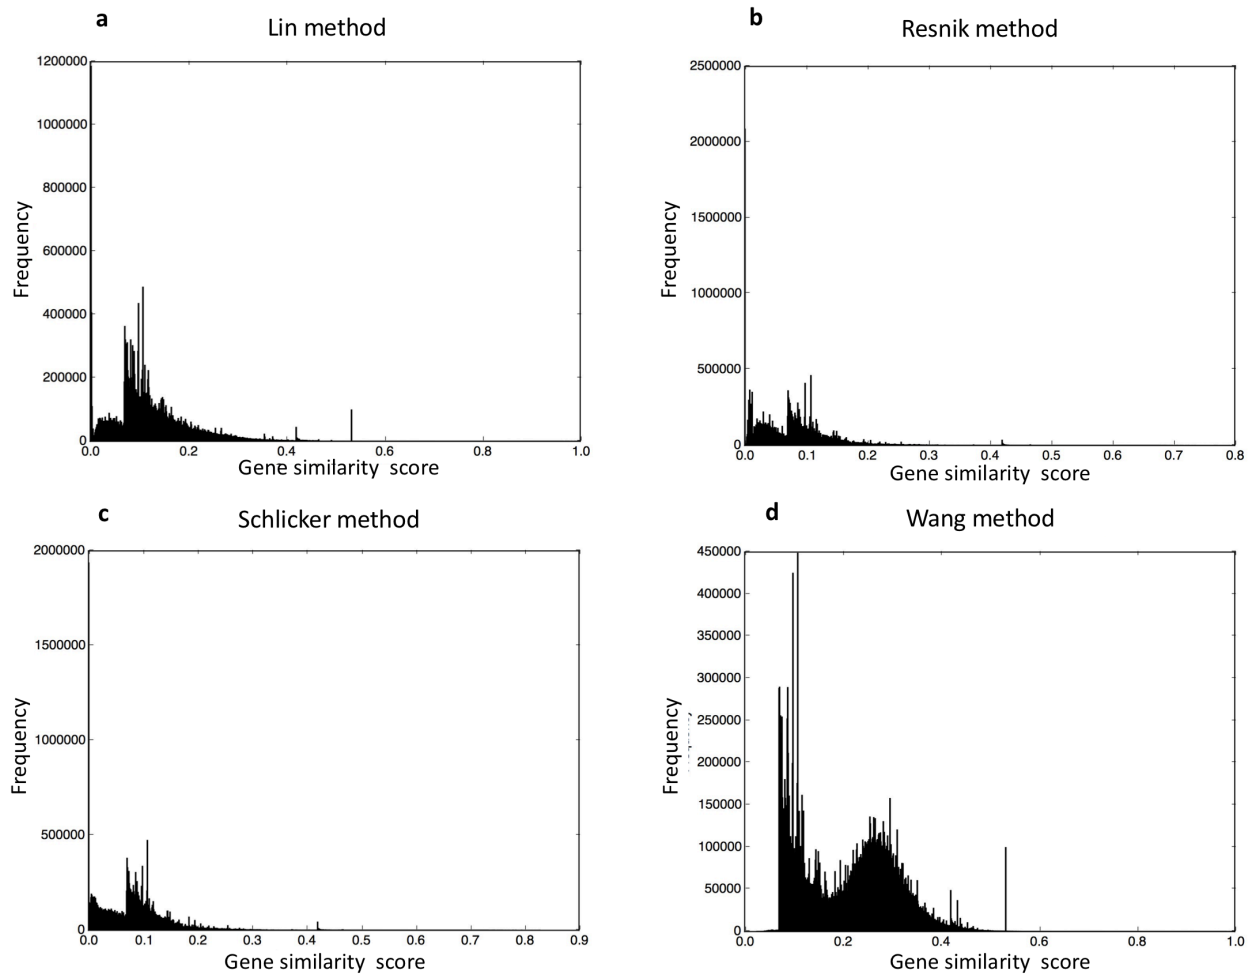 a
Lin method
1200000
1000000
800000
600000
400000
200000
0
0.0 0.2 0.4 0.6 0.8 1.0
Frequency
Gene similarity score
b
Resnik method
2500000
2000000
1500000
1000000
500000
0
0.0 0.1 0.2 0.3 0.4 0.5 0.6 0.7 0.8
Frequency
Gene similarity score
c
Schlicker method
2000000
1500000
1000000
500000
0
0.0 0.1 0.2 0.3 0.4 0.5 0.6 0.7 0.8 0.9
Frequency
Gene similarity score
d
Wang method
450000
400000
350000
300000
250000
200000
150000
100000
50000
0
0.0 0.2 0.4 0.6 0.8 1.0
Frequency
Gene similarity score